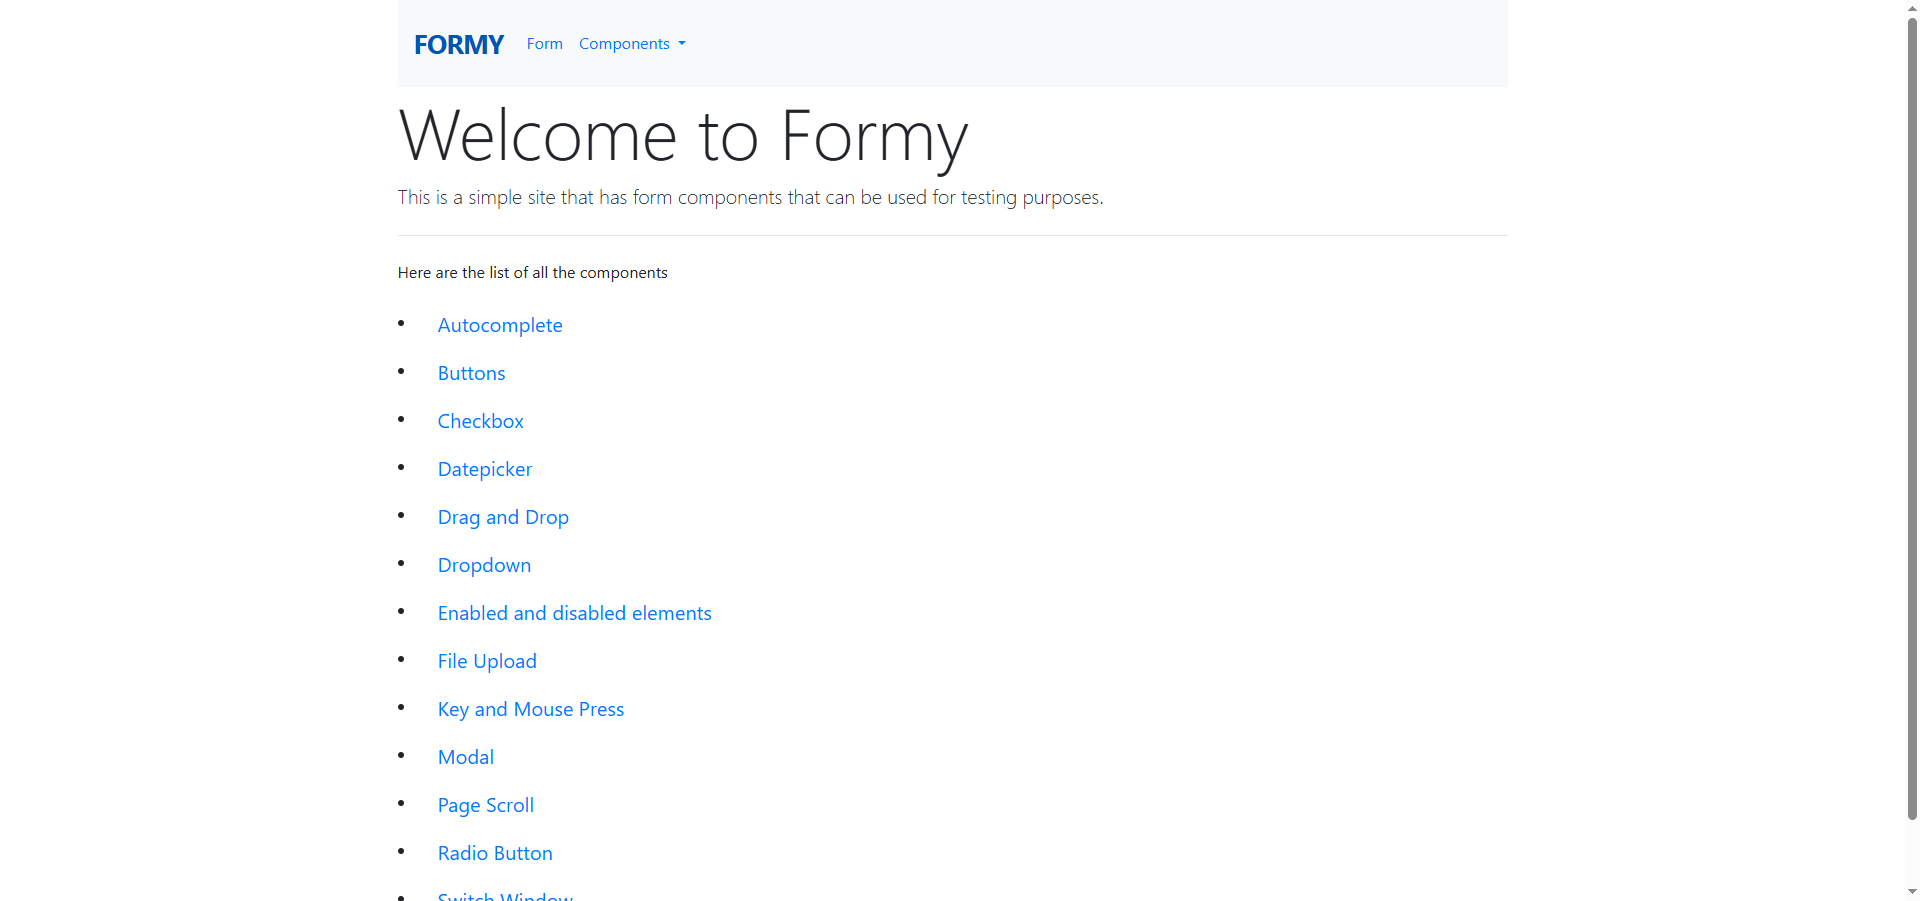 FORMY Form Components
Welcome to Formy
This is a simple site that has form components that can be used for testing purposes.
Here are the list of all the components
• Autocomplete
• Buttons
• Checkbox
• Datepicker
• Drag and Drop
• Dropdown
• Enabled and disabled elements
• File Upload
• Key and Mouse Press
• Modal
• Page Scroll
• Radio Button
• Switch Window